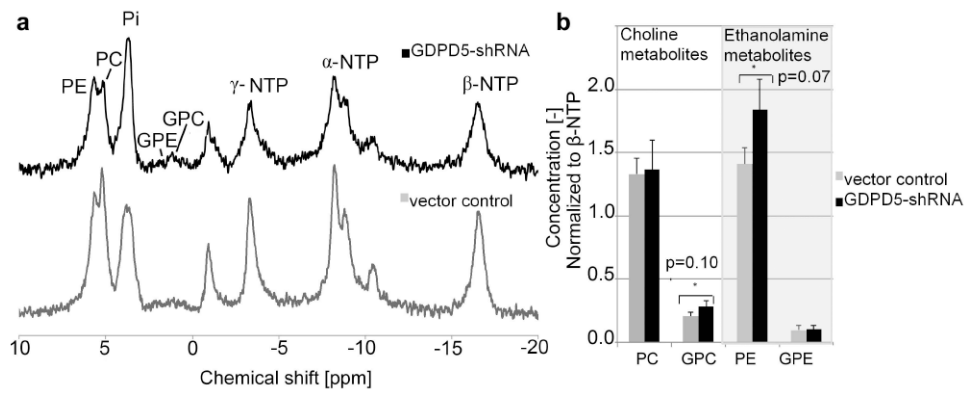 a
Pi
PC
PE
GPC
GPE
γ-NTP
α-NTP
β-NTP
GDPD5-shRNA
vector control
10 5 0 -5 -10 -15 -20
Chemical shift [ppm]
b
Choline metabolites
Ethanolamine metabolites
Concentration [-]
Normalized to β-NTP
2.0
1.5
1.0
0.5
0.0
p=0.10
*
* p=0.07
PC GPC PE GPE
vector control
GDPD5-shRNA